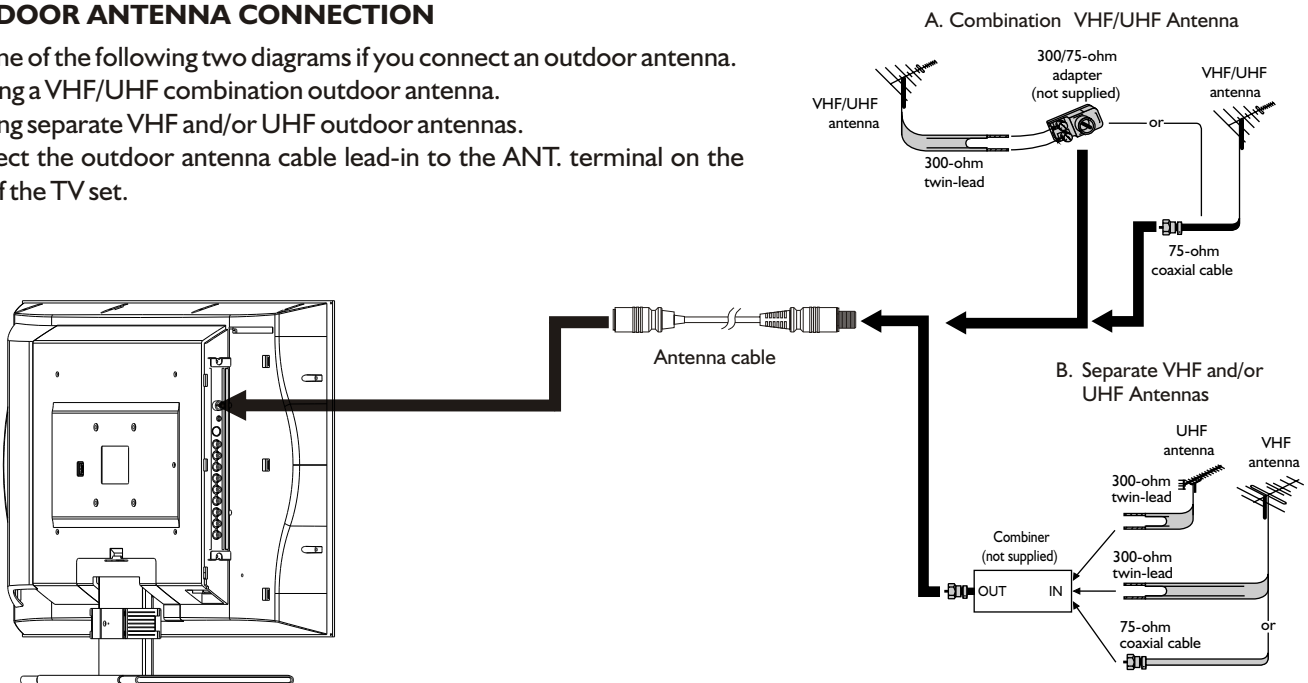 DOOR ANTENNA CONNECTION
ne of the following two diagrams if you connect an outdoor antenna.
ng a VHF/UHF combination outdoor antenna.
ng separate VHF and/or UHF outdoor antennas.
ect the outdoor antenna cable lead-in to the ANT. terminal on the
f the TV set.
A. Combination VHF/UHF Antenna
300/75-ohm
adapter
(not supplied)
VHF/UHF
antenna
VHF/UHF
antenna
or
300-ohm
twin-lead
75-ohm
coaxial cable
Antenna cable
B. Separate VHF and/or
UHF Antennas
UHF
antenna
VHF
antenna
300-ohm
twin-lead
Combiner
(not supplied)
300-ohm
twin-lead
OUT IN
75-ohm
coaxial cable
or